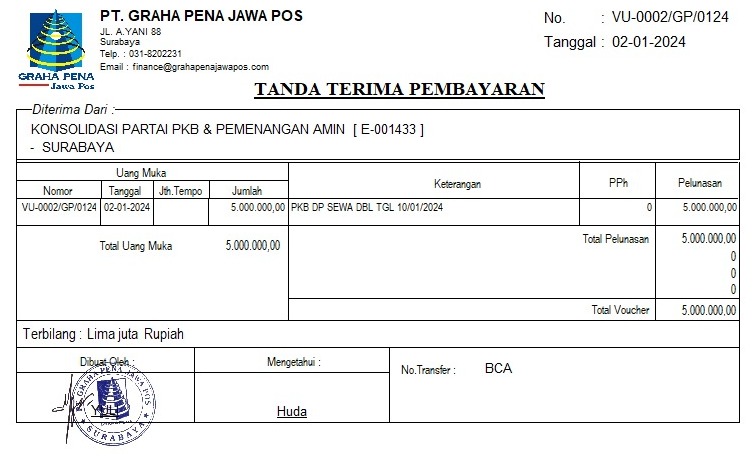 PT. GRAHA PENA JAWA POS
JL. A.YANI 88
Surabaya
Telp. : 031-8202231
Email : finance@grahapenajawapos.com
GRAHA PENA
Jawa Pos
No. : VU-0002/GP/0124
Tanggal : 02-01-2024
TANDA TERIMA PEMBAYARAN
Diterima Dari :
KONSOLIDASI PARTAI PKB & PEMENANGAN AMIN [ E-001433 ]
- SURABAYA
Uang Muka Keterangan PPh Pelunasan
Nomor Tanggal Jth.Tempo Jumlah
VU-0002/GP/0124 02-01-2024 5.000.000,00 PKB DP SEWA DBL TGL 10/01/2024 0 5.000.000,00
Total Uang Muka 5.000.000,00 Total Pelunasan 5.000.000,00
0
0
0
Total Voucher 5.000.000,00
Terbilang : Lima juta Rupiah
Dibuat Oleh : Mengetahui : No.Transfer : BCA
PT. GRAHA PENA JAWA POS
SURABAYA
Huda